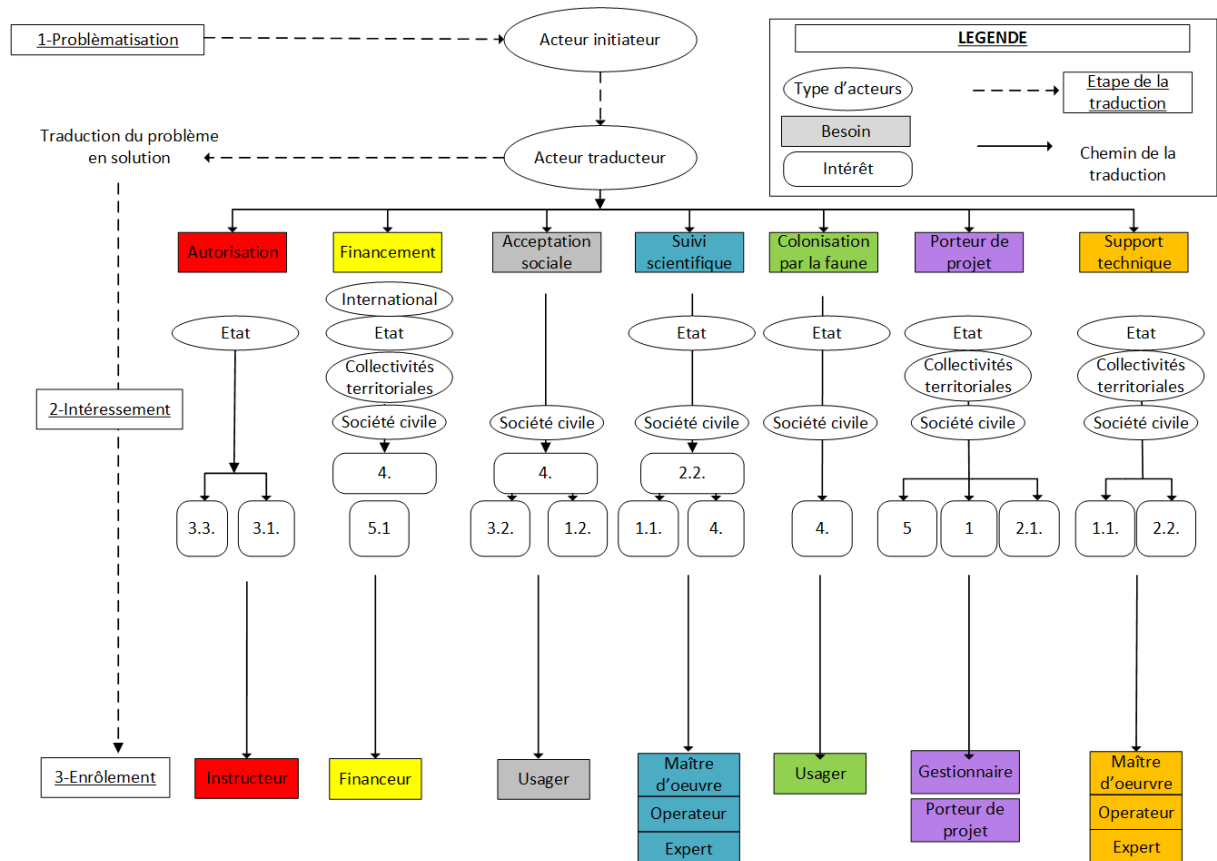 1-Problèmatisation
Acteur initiateur
LEGENDE
Type d'acteurs
Etape de la
traduction
Besoin
Intérêt
Chemin de la
traduction
Traduction du problème
en solution
Acteur traducteur
Autorisation
Financement
Acceptation
sociale
Suivi
scientifique
Colonisation
par la faune
Porteur de
projet
Support
technique
International
Etat
Etat
Etat
Etat
Etat
Etat
Collectivités
territoriales
Collectivités
territoriales
Collectivités
territoriales
2-Intéressement
Société civile
Société civile
Société civile
Société civile
Société civile
Société civile
4.
4.
2.2.
3.3.
3.1.
5.1
3.2.
1.2.
1.1.
4.
4.
5
1
2.1.
1.1.
2.2.
3-Enrôlement
Instructeur
Financeur
Usager
Maître
d'oeuvre
Operateur
Expert
Usager
Gestionnaire
Porteur de
projet
Maître
d'oeurvre
Operateur
Expert